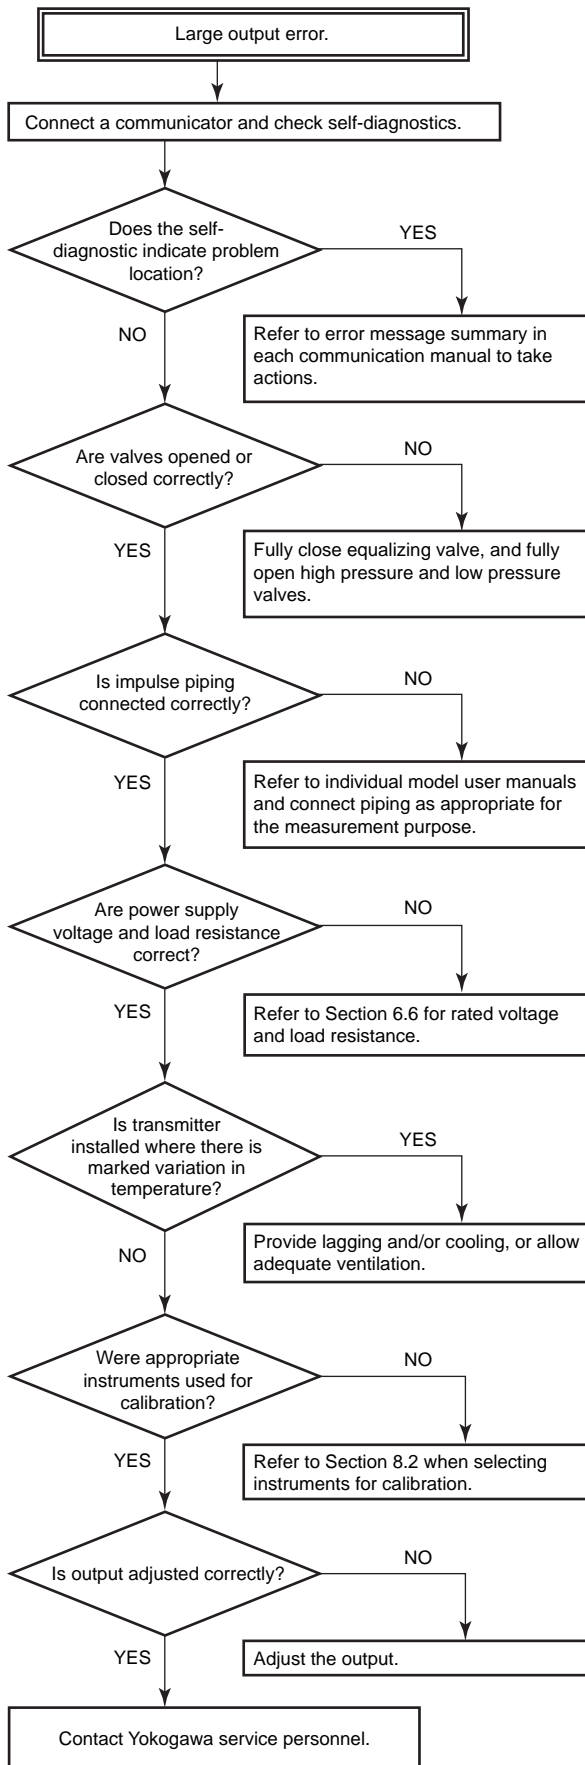 Large output error.
Connect a communicator and check self-diagnostics.
Does the self-
diagnostic indicate problem
location?
YES
NO
Refer to error message summary in
each communication manual to take
actions.
Are valves opened or
closed correctly?
NO
YES
Fully close equalizing valve, and fully
open high pressure and low pressure
valves.
Is impulse piping
connected correctly?
NO
YES
Refer to individual model user manuals
and connect piping as appropriate for
the measurement purpose.
Are power supply
voltage and load resistance
correct?
NO
YES
Refer to Section 6.6 for rated voltage
and load resistance.
Is transmitter
installed where there is
marked variation in
temperature?
YES
NO
Provide lagging and/or cooling, or allow
adequate ventilation.
Were appropriate
instruments used for
calibration?
NO
YES
Refer to Section 8.2 when selecting
instruments for calibration.
Is output adjusted correctly?
NO
YES
Adjust the output.
Contact Yokogawa service personnel.